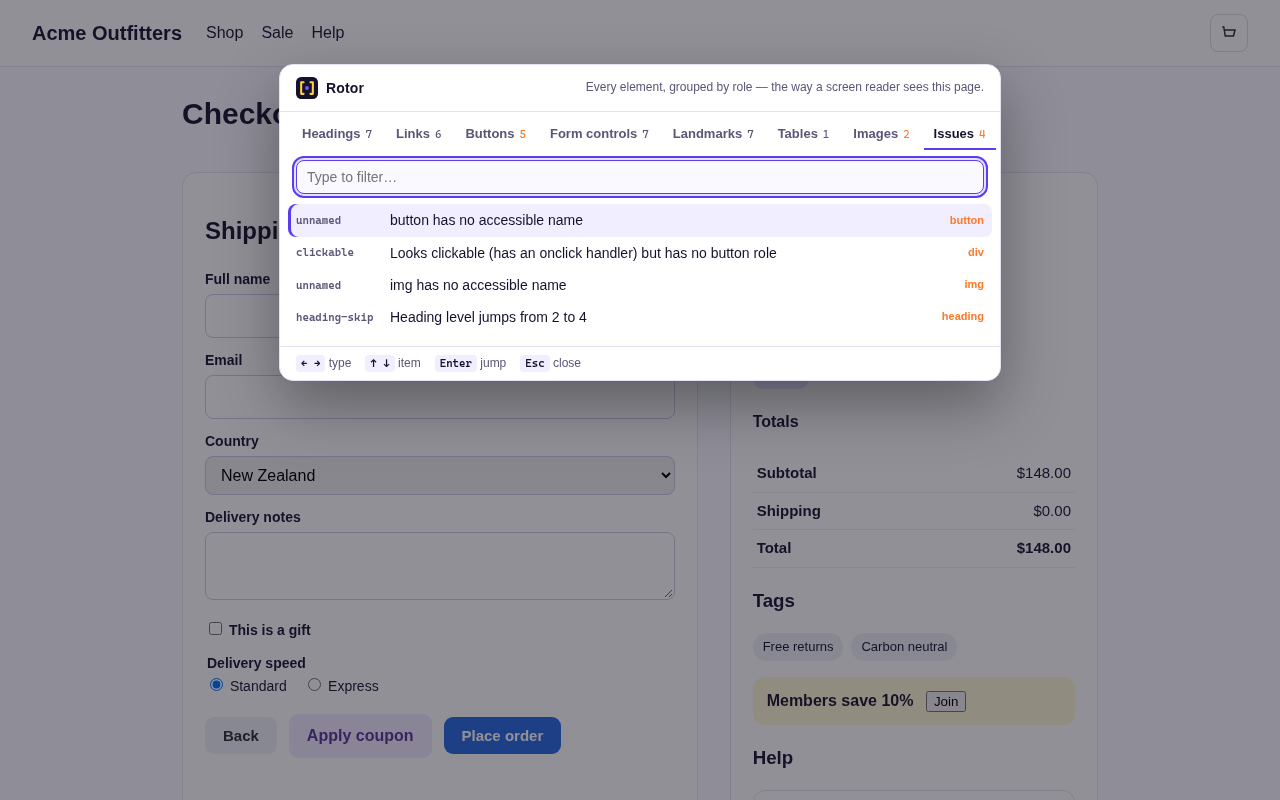 Acme Outfitters Shop Sale Help
Rotor Every element, grouped by role — the way a screen reader sees this page.
Headings 7 Links 6 Buttons 5 Form controls 7 Landmarks 7 Tables 1 Images 2 Issues 4
Type to filter…
unnamed button has no accessible name button
clickable Looks clickable (has an onclick handler) but has no button role div
unnamed img has no accessible name img
heading-skip Heading level jumps from 2 to 4 heading
← → type ↑ ↓ item Enter jump Esc close
Full name
Email
Country
New Zealand
Delivery notes
This is a gift
Delivery speed
Standard Express
Back Apply coupon Place order
Totals
Subtotal $148.00
Shipping $0.00
Total $148.00
Tags
Free returns Carbon neutral
Members save 10% Join
Help